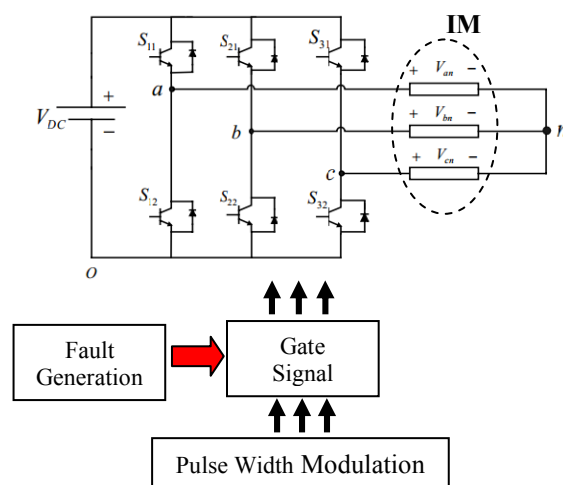 IM
S11
S21
S31
+ Van −
a
+
VDC
−
+ Vbn −
b
n
+ Vcn −
c
S12
S22
S32
o
Fault
Generation
Gate
Signal
Pulse Width Modulation